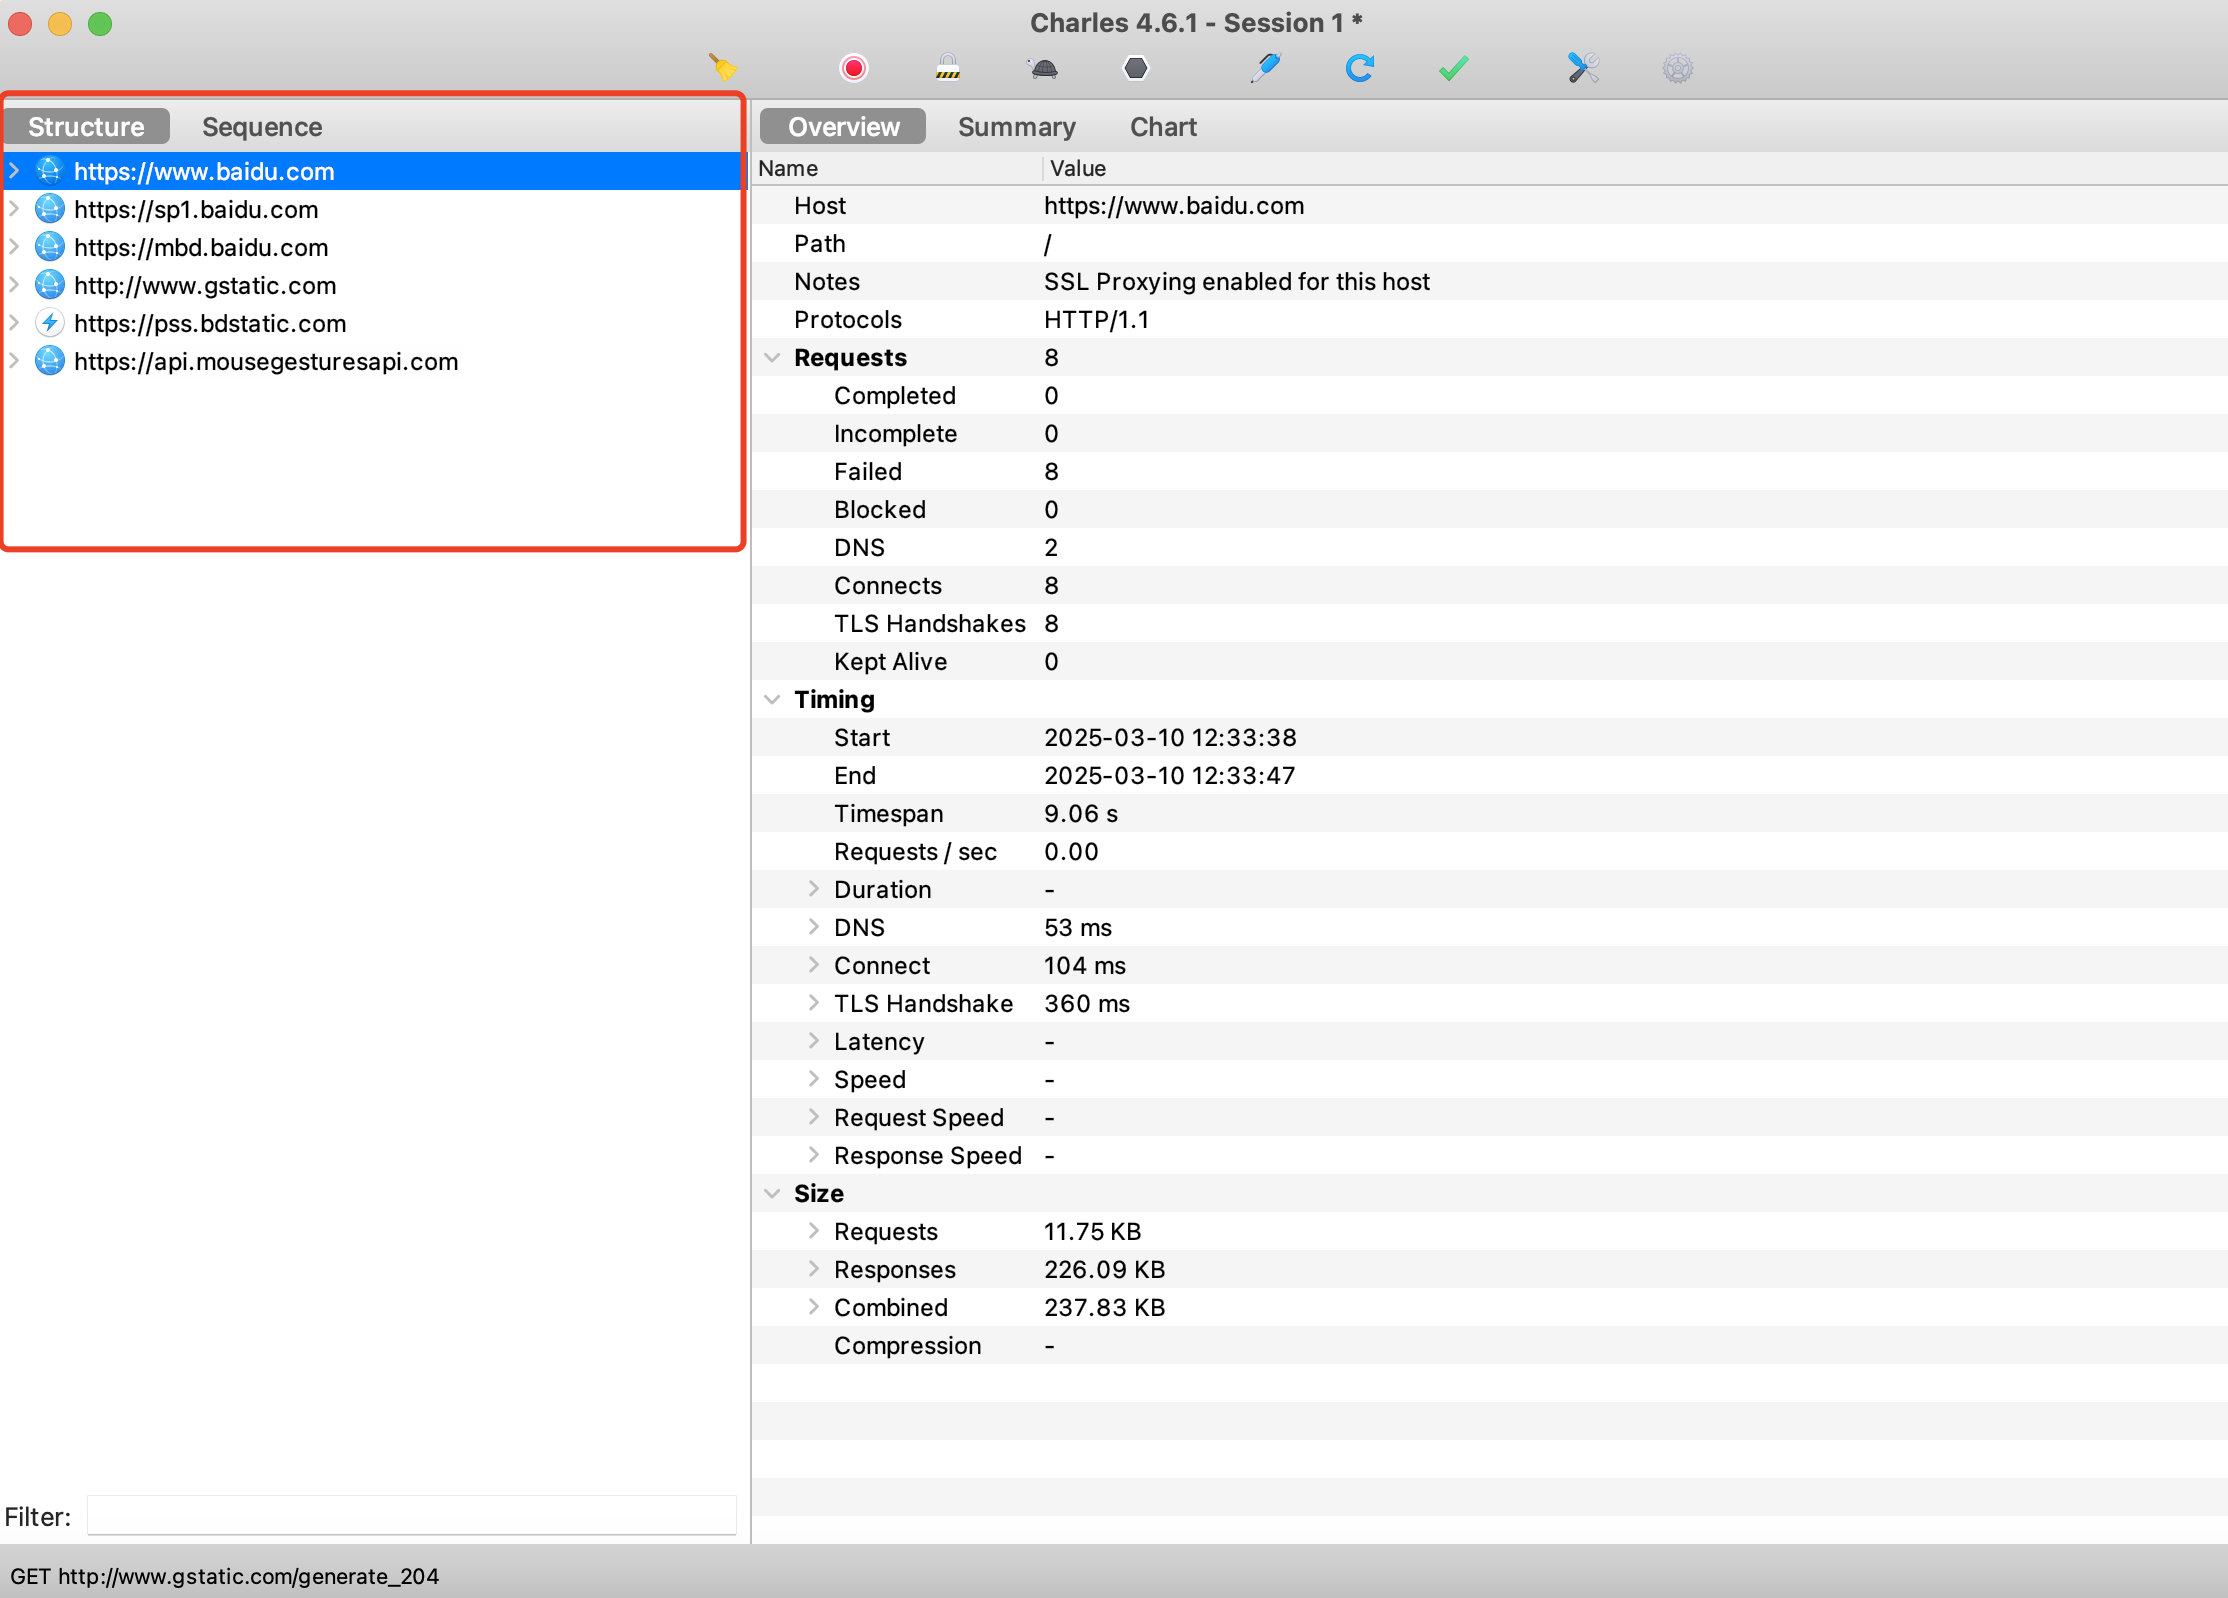 Charles 4.6.1 - Session 1 *
Structure Sequence
https://www.baidu.com
https://sp1.baidu.com
https://mbd.baidu.com
http://www.gstatic.com
https://pss.bdstatic.com
https://api.mousegesturesapi.com
Filter:
Overview Summary Chart
Name Value
Host https://www.baidu.com
Path /
Notes SSL Proxying enabled for this host
Protocols HTTP/1.1
Requests 8
Completed 0
Incomplete 0
Failed 8
Blocked 0
DNS 2
Connects 8
TLS Handshakes 8
Kept Alive 0
Timing
Start 2025-03-10 12:33:38
End 2025-03-10 12:33:47
Timespan 9.06 s
Requests / sec 0.00
Duration -
DNS 53 ms
Connect 104 ms
TLS Handshake 360 ms
Latency -
Speed -
Request Speed -
Response Speed -
Size
Requests 11.75 KB
Responses 226.09 KB
Combined 237.83 KB
Compression -
GET http://www.gstatic.com/generate_204